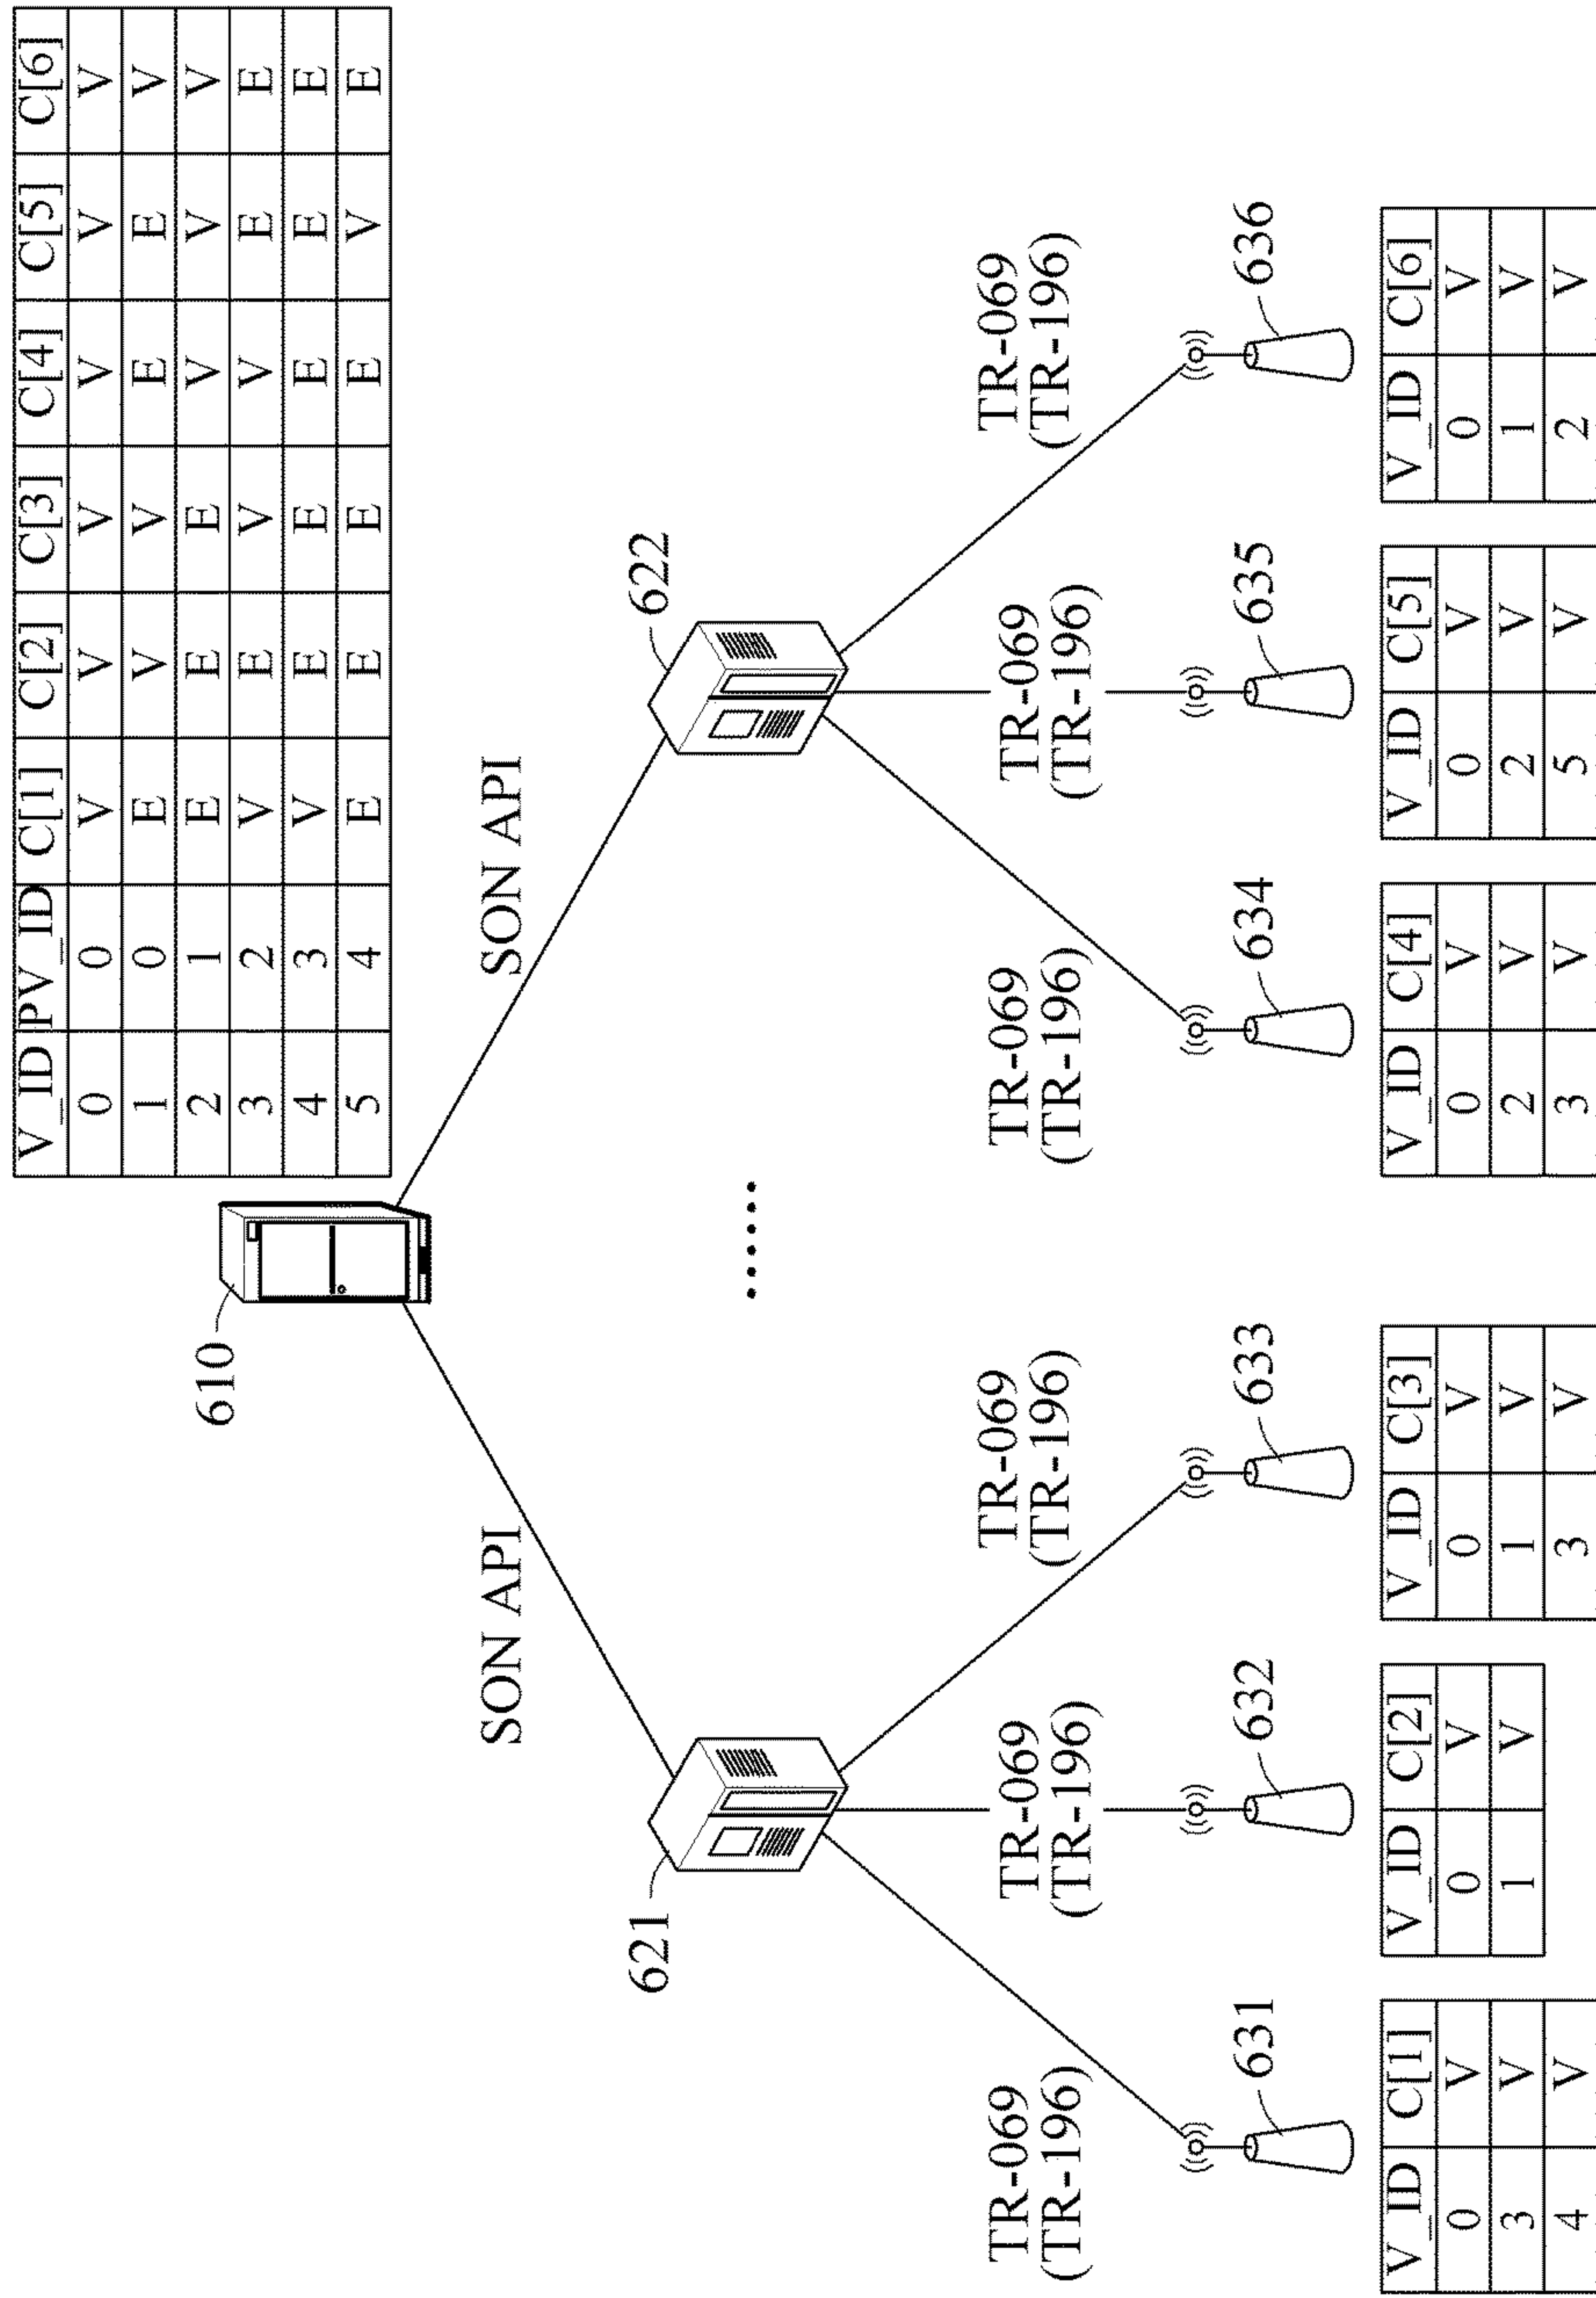 V_ID PV_ID C[1] C[2] C[3] C[4] C[5] C[6]
0 0 V V V V V V
1 0 E V V E E V
2 1 E E E V V V
3 2 V E V V E E
4 3 V E E E E E
5 4 E E E E V E
610
SON API SON API
621 622
TR-069
(TR-196)
TR-069
(TR-196)
TR-069
(TR-196)
TR-069
(TR-196)
TR-069
(TR-196)
TR-069
(TR-196)
631 632 633 634 635 636
V_ID C[1]
0 V
3 V
4 V
V_ID C[2]
0 V
1 V
V_ID C[3]
0 V
1 V
3 V
V_ID C[4]
0 V
2 V
3 V
V_ID C[5]
0 V
2 V
5 V
V_ID C[6]
0 V
1 V
2 V